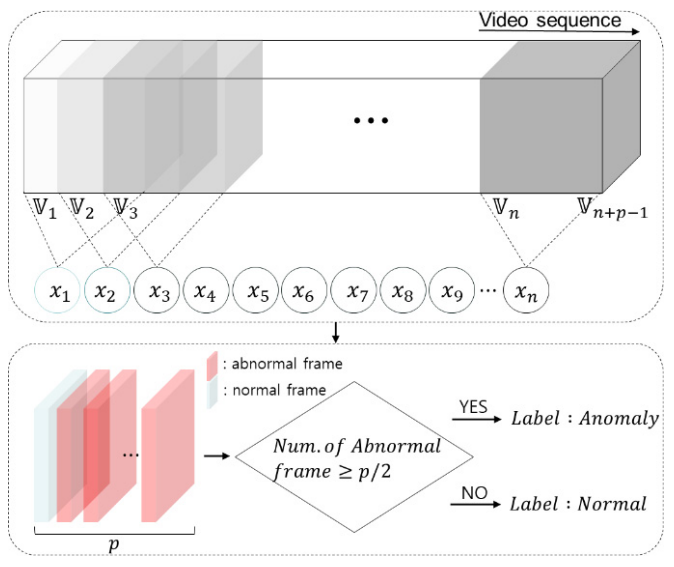 Video sequence
...
𝕍₁ 𝕍₂ 𝕍₃ 𝕍ₙ 𝕍ₙ₊ₚ₋₁
x₁ x₂ x₃ x₄ x₅ x₆ x₇ x₈ x₉ ... xₙ
: abnormal frame
: normal frame
...
p
Num. of Abnormal
frame ≥ p/2
YES
Label : Anomaly
NO
Label : Normal